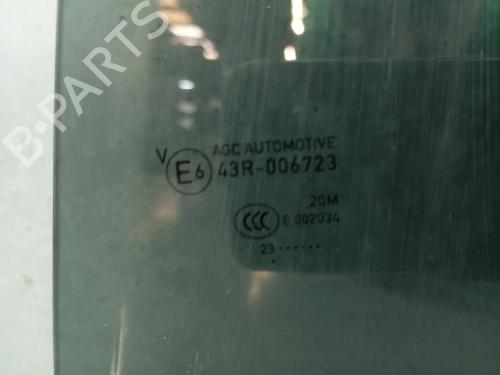 B-PARTS
AGC AUTOMOTIVE
V E6 43R-006723
20M
CCC E 002034
23 ......